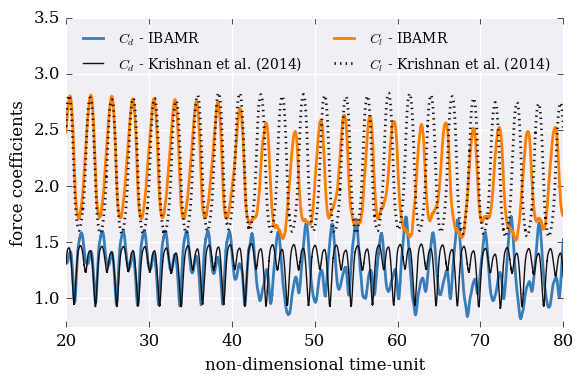 3.5
3.0
2.5
2.0
1.5
1.0
force coefficients
C_d - IBAMR
C_d - Krishnan et al. (2014)
C_l - IBAMR
C_l - Krishnan et al. (2014)
20 30 40 50 60 70 80
non-dimensional time-unit